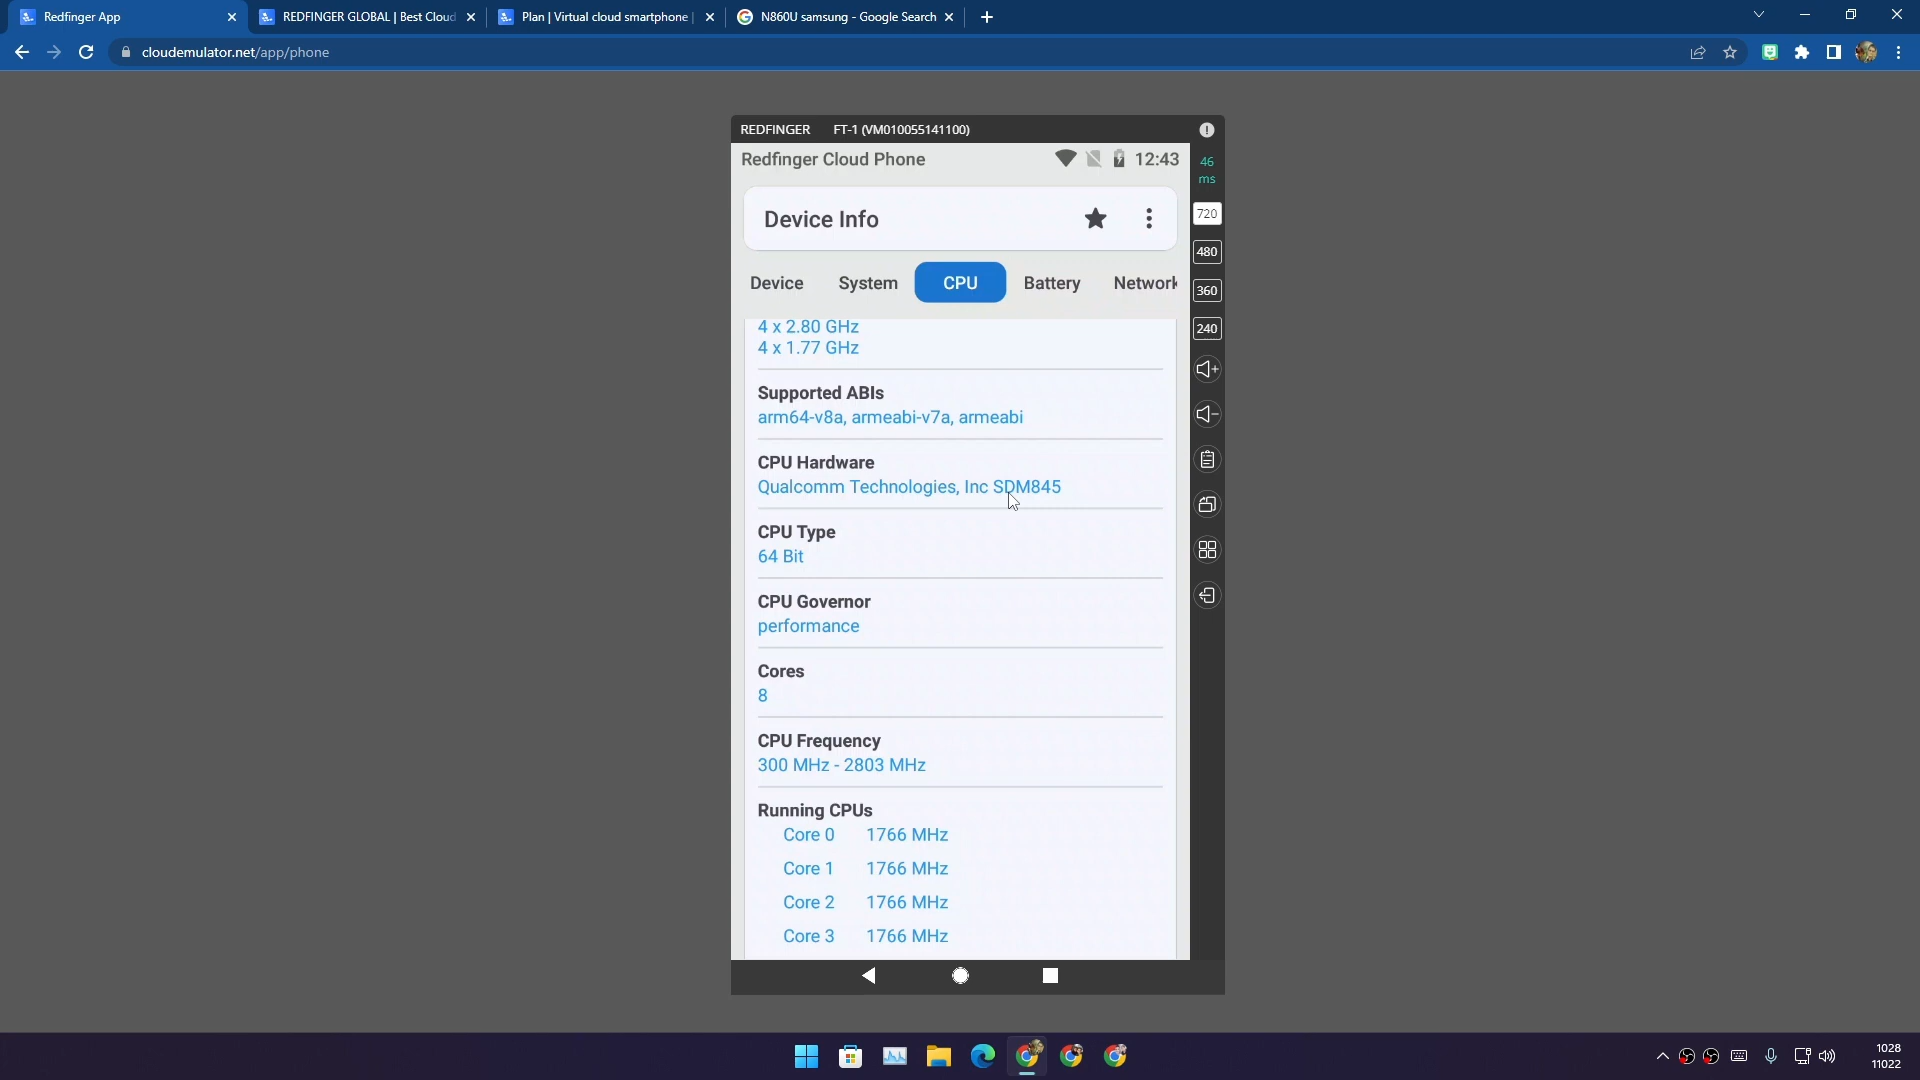 Redfinger App
REDFINGER GLOBAL | Best Cloud
Plan | Virtual cloud smartphone |
N860U samsung - Google Search
cloudemulator.net/app/phone
REDFINGER FT-1 (VM010055141100)
Redfinger Cloud Phone 12:43
46
ms
Device Info
720
480
360
240
Device System CPU Battery Network
4 x 2.80 GHz
4 x 1.77 GHz
Supported ABIs
arm64-v8a, armeabi-v7a, armeabi
CPU Hardware
Qualcomm Technologies, Inc SDM845
CPU Type
64 Bit
CPU Governor
performance
Cores
8
CPU Frequency
300 MHz - 2803 MHz
Running CPUs
Core 0 1766 MHz
Core 1 1766 MHz
Core 2 1766 MHz
Core 3 1766 MHz
1028
11022